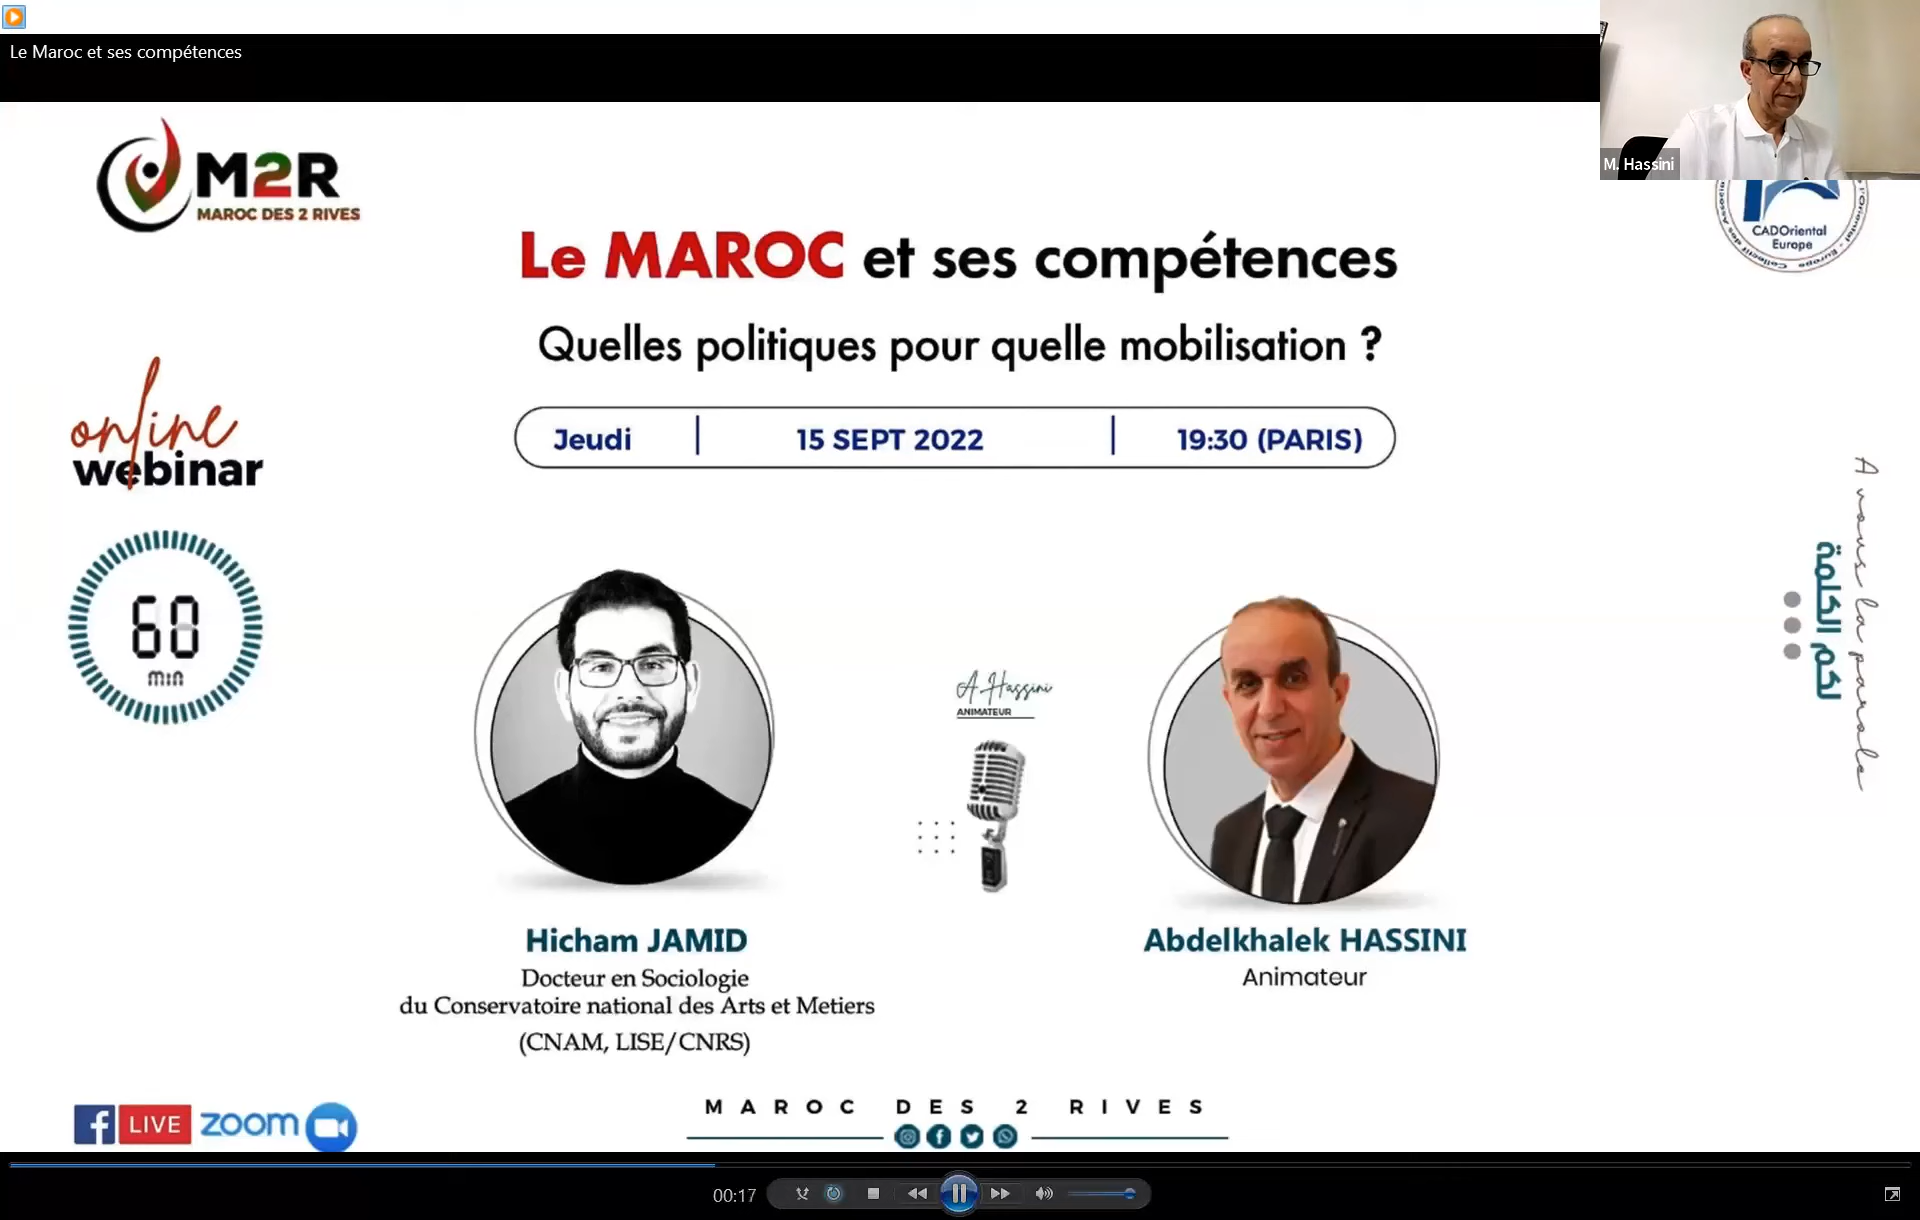 Le Maroc et ses compétences
M. Hassini
M2R
MAROC DES 2 RIVES
CADOriental
Europe
Le MAROC et ses compétences
Quelles politiques pour quelle mobilisation ?
Jeudi
15 SEPT 2022
19:30 (PARIS)
online
webinar
60
min
A vous la parole
لكم الكلمة
A.Hassini
ANIMATEUR
Hicham JAMID
Docteur en Sociologie
du Conservatoire national des Arts et Metiers
(CNAM, LISE/CNRS)
Abdelkhalek HASSINI
Animateur
LIVE
zoom
MAROC DES 2 RIVES
00:17